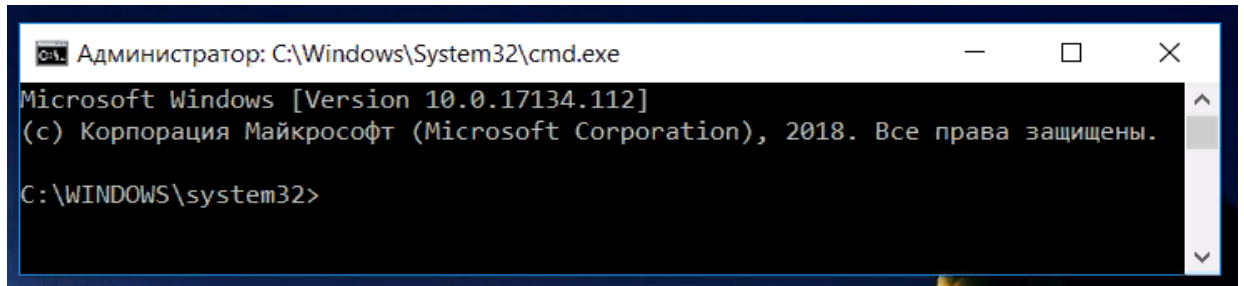 Администратор: C:\Windows\System32\cmd.exe
Microsoft Windows [Version 10.0.17134.112]
(c) Корпорация Майкрософт (Microsoft Corporation), 2018. Все права защищены.
C:\WINDOWS\system32>